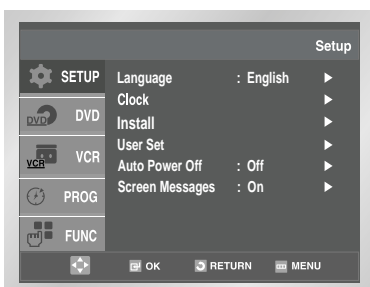 Setup
SETUP
Language : English ►
Clock ►
Install ►
DVD DVD
User Set ►
VCR VCR
Auto Power Off : Off ►
Screen Messages : On ►
PROG
FUNC
OK RETURN MENU